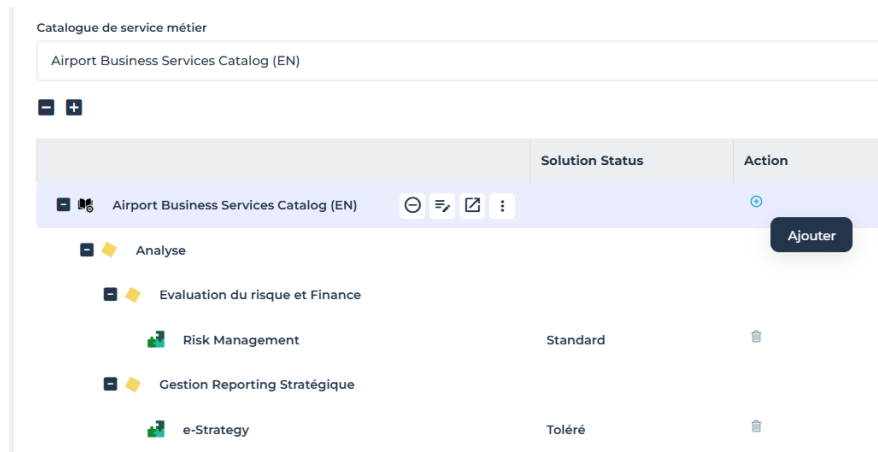 Catalogue de service métier
Airport Business Services Catalog (EN)
Solution Status Action
Airport Business Services Catalog (EN)
Ajouter
Analyse
Evaluation du risque et Finance
Risk Management Standard
Gestion Reporting Stratégique
e-Strategy Toléré